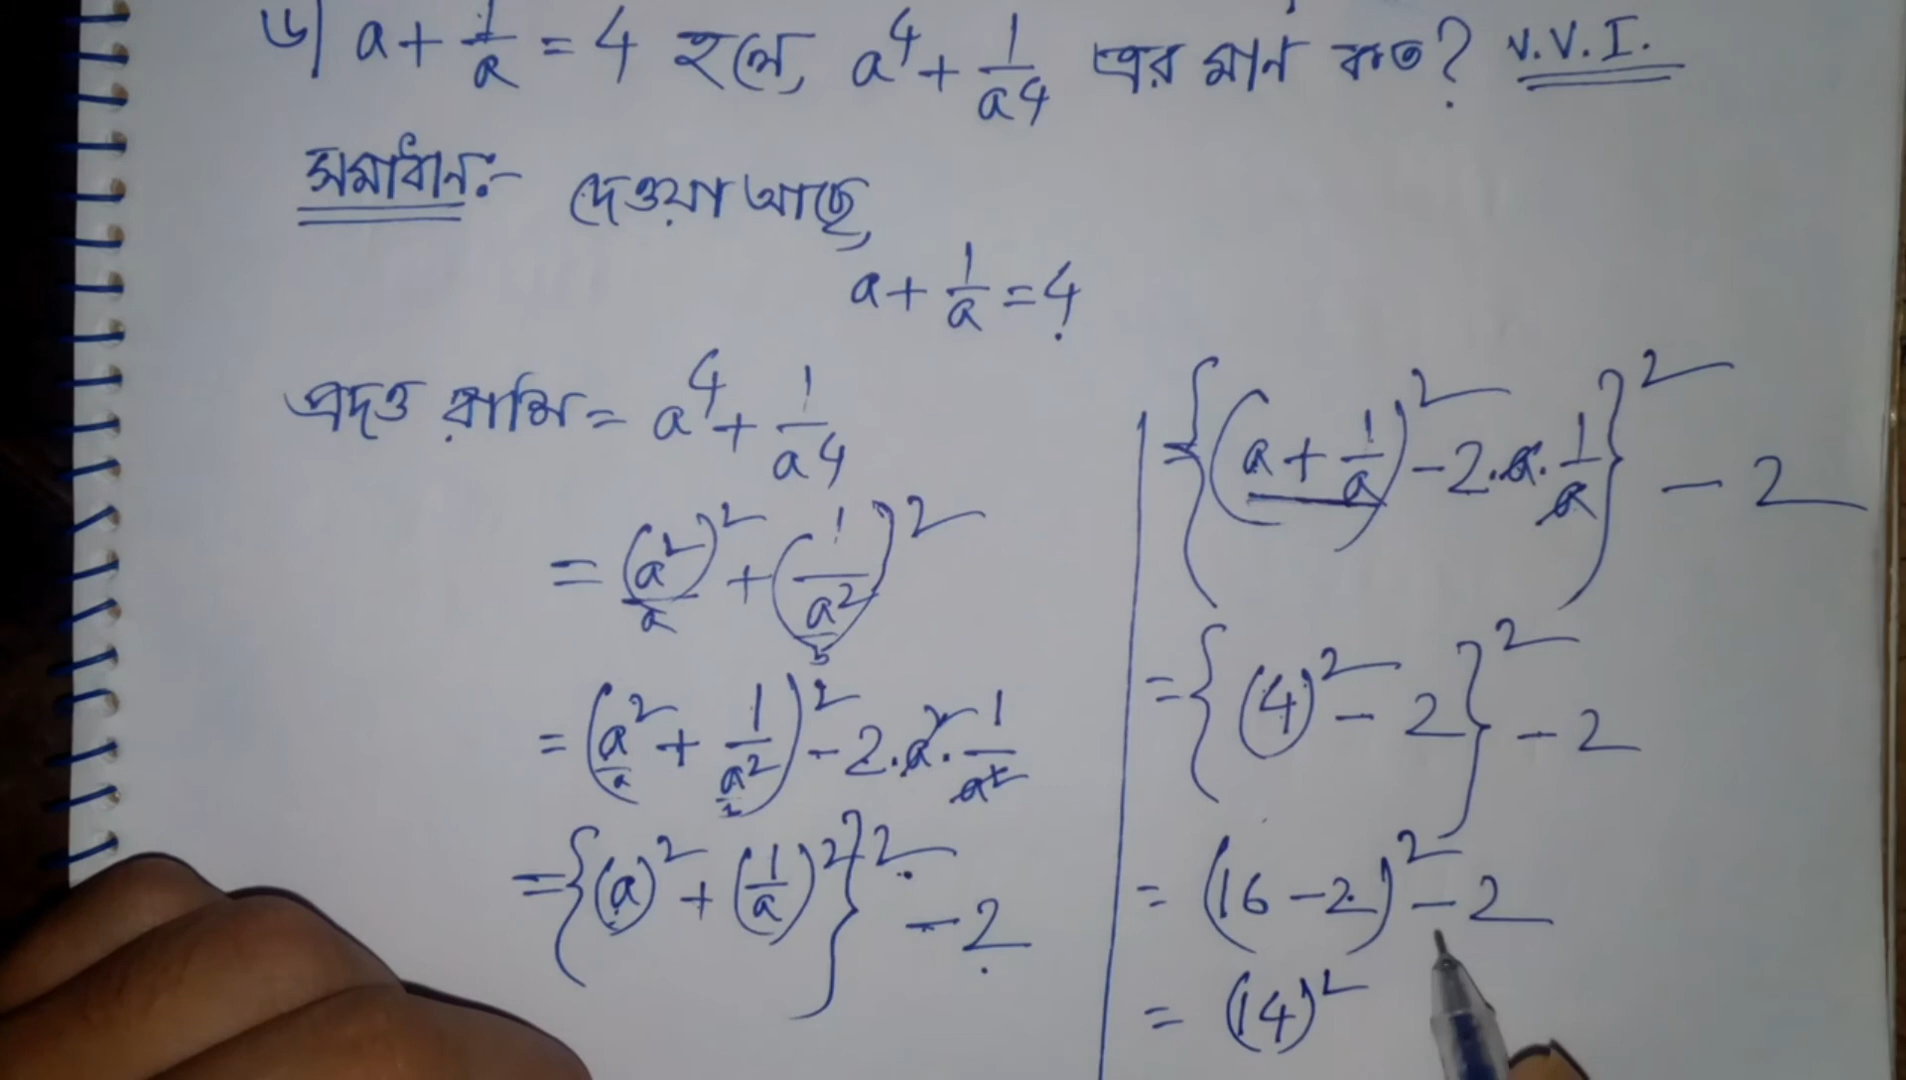 ৬) a + 1/a = 4 হলে, a⁴ + 1/a⁴ এর মান কত? V.V.I.
সমাধান:- দেওয়া আছে,
a + 1/a = 4
প্রদত্ত রাশি = a⁴ + 1/a⁴
= (a²)² + (1/a²)²
= (a² + 1/a²)² - 2.a².1/a²
= {(a)² + (1/a)²}² - 2
= {(a + 1/a)² - 2.a.1/a}² - 2
= {(4)² - 2}² - 2
= (16 - 2)² - 2
= (14)²